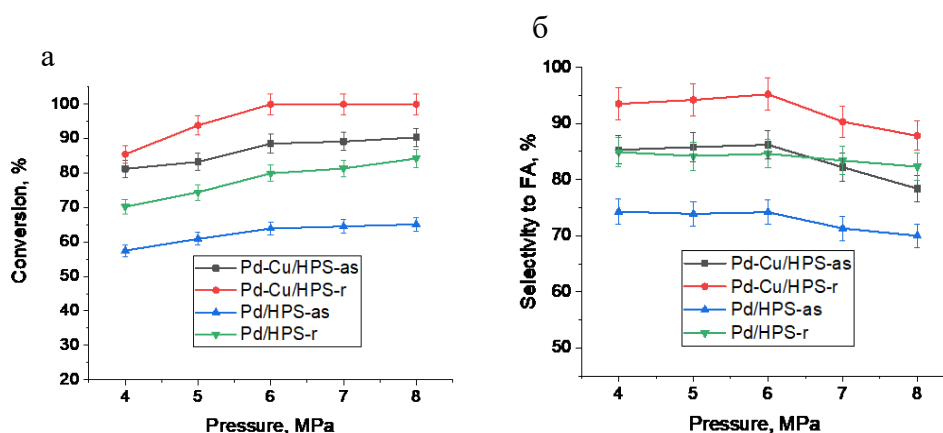 а
Conversion, %
100
90
80
70
60
50
40
30
20
4 5 6 7 8
Pressure, MPa
Pd-Cu/HPS-as
Pd-Cu/HPS-r
Pd/HPS-as
Pd/HPS-r
б
Selectivity to FA, %
100
90
80
70
60
50
4 5 6 7 8
Pressure, MPa
Pd-Cu/HPS-as
Pd-Cu/HPS-r
Pd/HPS-as
Pd/HPS-r